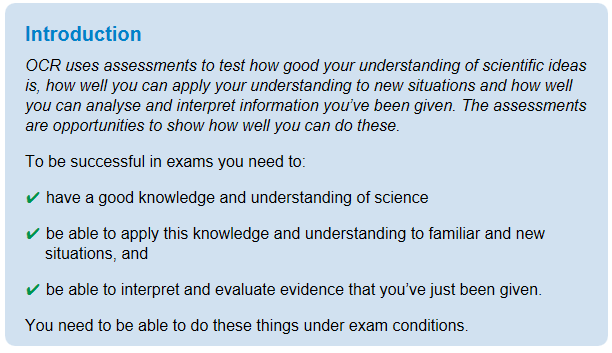 Introduction
OCR uses assessments to test how good your understanding of scientific ideas
is, how well you can apply your understanding to new situations and how well
you can analyse and interpret information you've been given. The assessments
are opportunities to show how well you can do these.
To be successful in exams you need to:
✔ have a good knowledge and understanding of science
✔ be able to apply this knowledge and understanding to familiar and new
situations, and
✔ be able to interpret and evaluate evidence that you've just been given.
You need to be able to do these things under exam conditions.